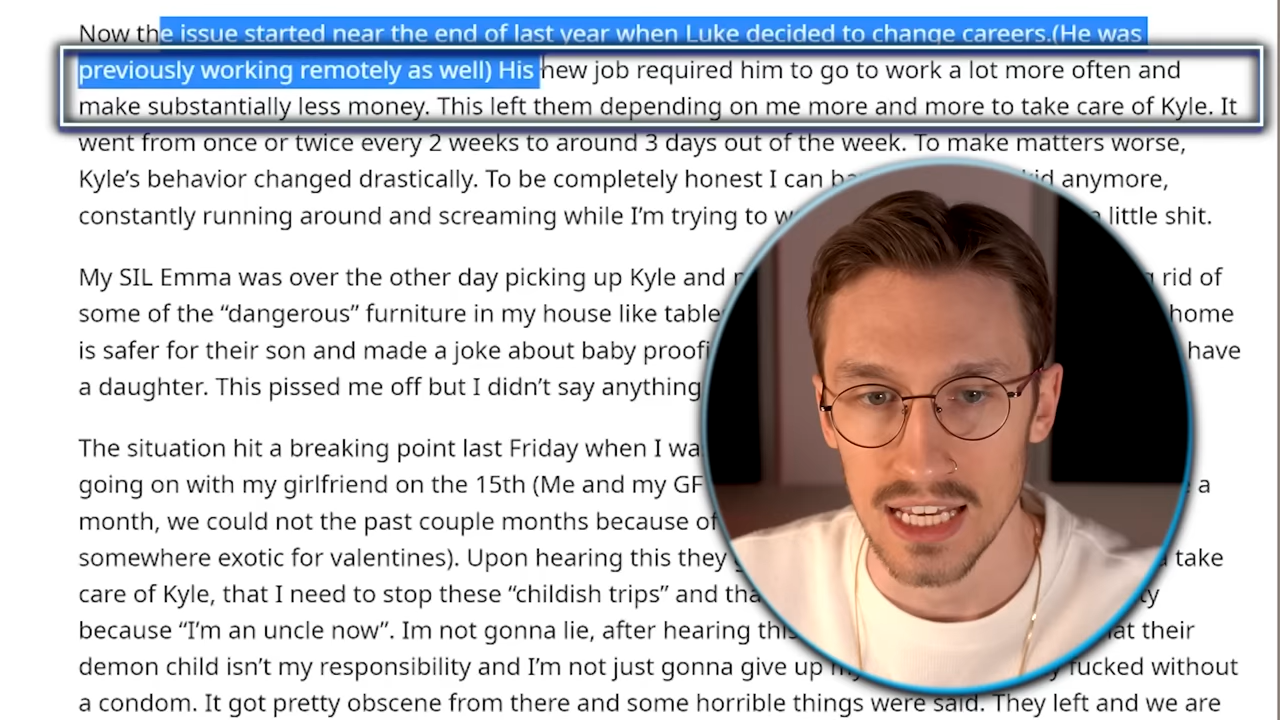 Now the issue started near the end of last year when Luke decided to change careers.(He was
previously working remotely as well) His new job required him to go to work a lot more often and
make substantially less money. This left them depending on me more and more to take care of Kyle. It
went from once or twice every 2 weeks to around 3 days out of the week. To make matters worse,
Kyle’s behavior changed drastically. To be completely honest I can kid anymore,
constantly running around and screaming while I’m trying to little shit.
My SIL Emma was over the other day picking up Kyle and rid of
some of the “dangerous” furniture in my house like home
is safer for their son and made a joke about baby have
a daughter. This pissed me off but I didn’t say anything
The situation hit a breaking point last Friday when I
going on with my girlfriend on the 15th (Me and my GF a
month, we could not the past couple months because of
somewhere exotic for valentines). Upon hearing this they take
care of Kyle, that I need to stop these “childish trips” and
because “I’m an uncle now”. Im not gonna lie, after hearing their
demon child isn’t my responsibility and I’m not just gonna give up fucked without
a condom. It got pretty obscene from there and some horrible things were said. They left and we are